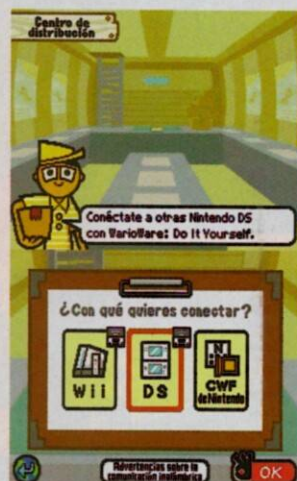 Centro de
distribución
Conéctate a otras Nintendo DS
con WarioWare: Do It Yourself.
¿Con qué quieres conectar?
Wii
DS
CWF
de Nintendo
Advertencias sobre la
comunicación inalámbrica
OK